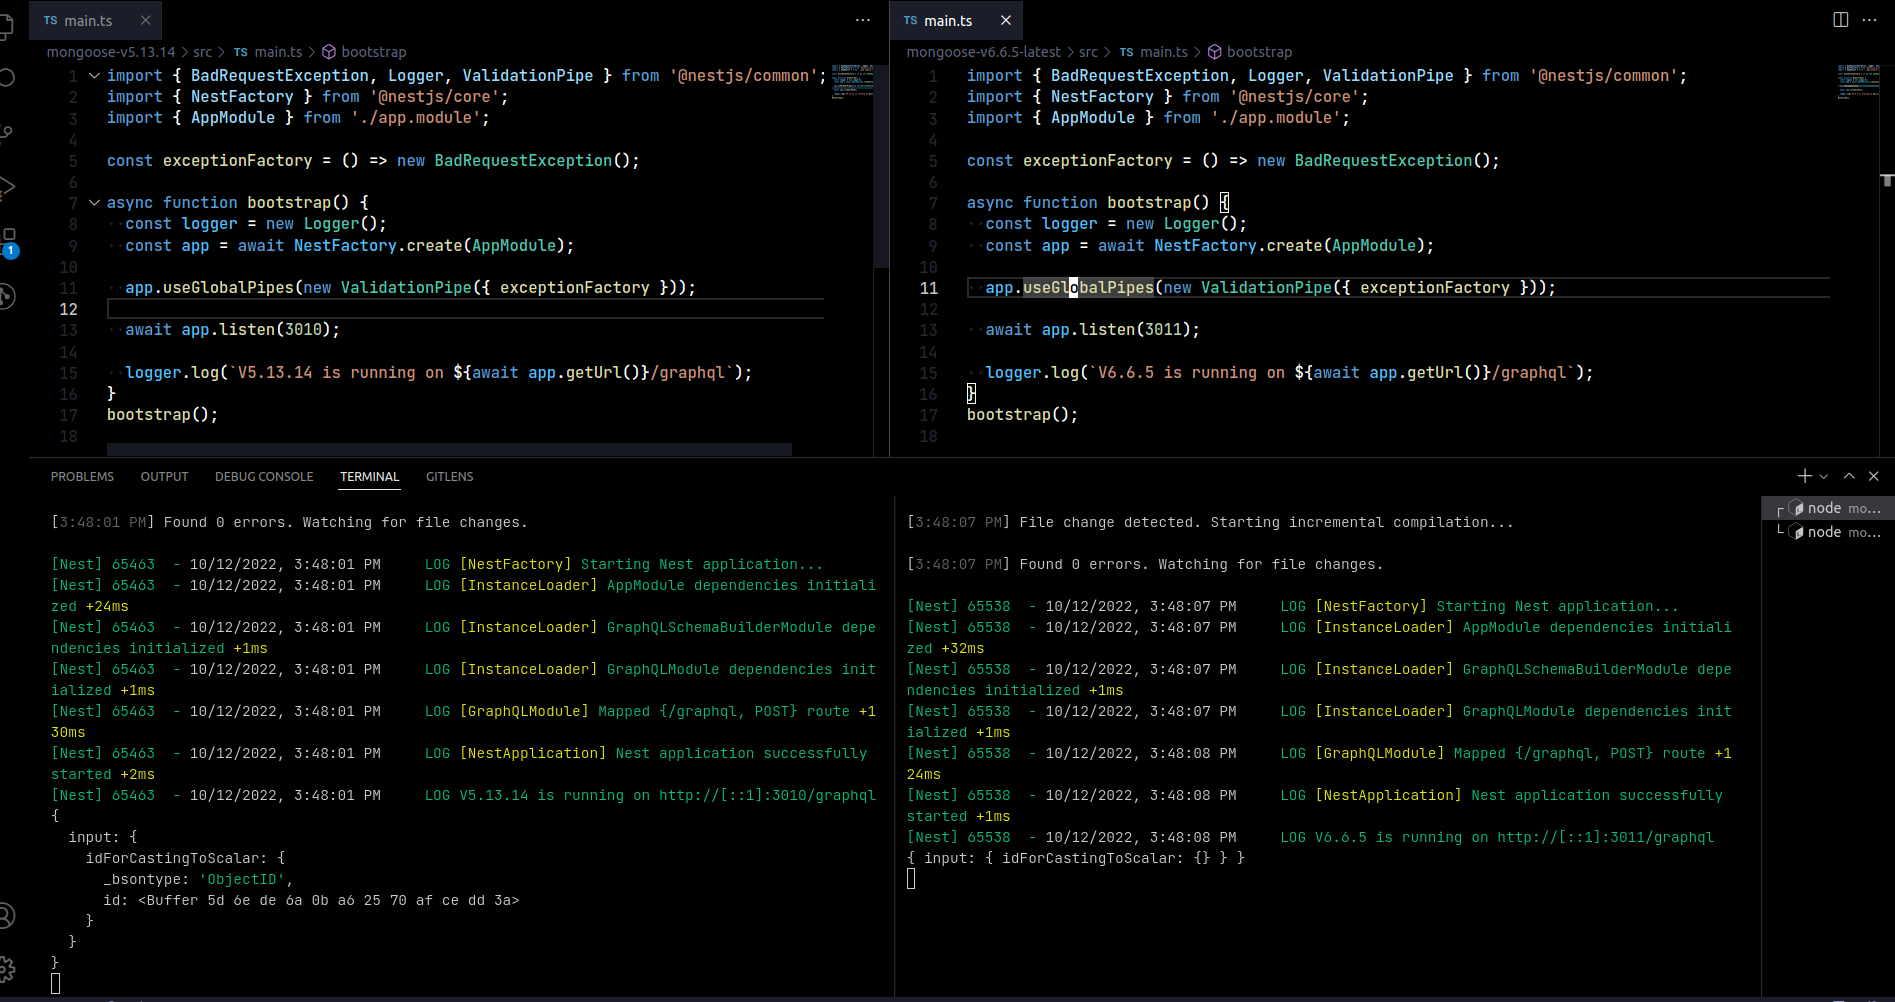 TS main.ts
mongoose-v5.13.14 > src > TS main.ts > bootstrap
1 import { BadRequestException, Logger, ValidationPipe } from '@nestjs/common';
2 import { NestFactory } from '@nestjs/core';
3 import { AppModule } from './app.module';
4
5 const exceptionFactory = () => new BadRequestException();
6
7 async function bootstrap() {
8 const logger = new Logger();
9 const app = await NestFactory.create(AppModule);
10
11 app.useGlobalPipes(new ValidationPipe({ exceptionFactory }));
12
13 await app.listen(3010);
14
15 logger.log(`V5.13.14 is running on ${await app.getUrl()}/graphql`);
16 }
17 bootstrap();
18
TS main.ts
mongoose-v6.6.5-latest > src > TS main.ts > bootstrap
1 import { BadRequestException, Logger, ValidationPipe } from '@nestjs/common';
2 import { NestFactory } from '@nestjs/core';
3 import { AppModule } from './app.module';
4
5 const exceptionFactory = () => new BadRequestException();
6
7 async function bootstrap() {
8 const logger = new Logger();
9 const app = await NestFactory.create(AppModule);
10
11 app.useGlobalPipes(new ValidationPipe({ exceptionFactory }));
12
13 await app.listen(3011);
14
15 logger.log(`V6.6.5 is running on ${await app.getUrl()}/graphql`);
16 }
17 bootstrap();
18
1
PROBLEMS OUTPUT DEBUG CONSOLE TERMINAL GITLENS
[3:48:01 PM] Found 0 errors. Watching for file changes.
[Nest] 65463 - 10/12/2022, 3:48:01 PM LOG [NestFactory] Starting Nest application...
[Nest] 65463 - 10/12/2022, 3:48:01 PM LOG [InstanceLoader] AppModule dependencies initiali
zed +24ms
[Nest] 65463 - 10/12/2022, 3:48:01 PM LOG [InstanceLoader] GraphQLSchemaBuilderModule depe
ndencies initialized +1ms
[Nest] 65463 - 10/12/2022, 3:48:01 PM LOG [InstanceLoader] GraphQLModule dependencies init
ialized +1ms
[Nest] 65463 - 10/12/2022, 3:48:01 PM LOG [GraphQLModule] Mapped {/graphql, POST} route +1
30ms
[Nest] 65463 - 10/12/2022, 3:48:01 PM LOG [NestApplication] Nest application successfully
started +2ms
[Nest] 65463 - 10/12/2022, 3:48:01 PM LOG V5.13.14 is running on http://[::1]:3010/graphql
{
input: {
idForCastingToScalar: {
_bsontype: 'ObjectID',
id: <Buffer 5d 6e de 6a 0b a6 25 70 af ce dd 3a>
}
}
}
[3:48:07 PM] File change detected. Starting incremental compilation...
[3:48:07 PM] Found 0 errors. Watching for file changes.
[Nest] 65538 - 10/12/2022, 3:48:07 PM LOG [NestFactory] Starting Nest application...
[Nest] 65538 - 10/12/2022, 3:48:07 PM LOG [InstanceLoader] AppModule dependencies initiali
zed +32ms
[Nest] 65538 - 10/12/2022, 3:48:07 PM LOG [InstanceLoader] GraphQLSchemaBuilderModule depe
ndencies initialized +1ms
[Nest] 65538 - 10/12/2022, 3:48:07 PM LOG [InstanceLoader] GraphQLModule dependencies init
ialized +1ms
[Nest] 65538 - 10/12/2022, 3:48:08 PM LOG [GraphQLModule] Mapped {/graphql, POST} route +1
24ms
[Nest] 65538 - 10/12/2022, 3:48:08 PM LOG [NestApplication] Nest application successfully
started +1ms
[Nest] 65538 - 10/12/2022, 3:48:08 PM LOG V6.6.5 is running on http://[::1]:3011/graphql
{ input: { idForCastingToScalar: {} } }
node mo...
node mo...